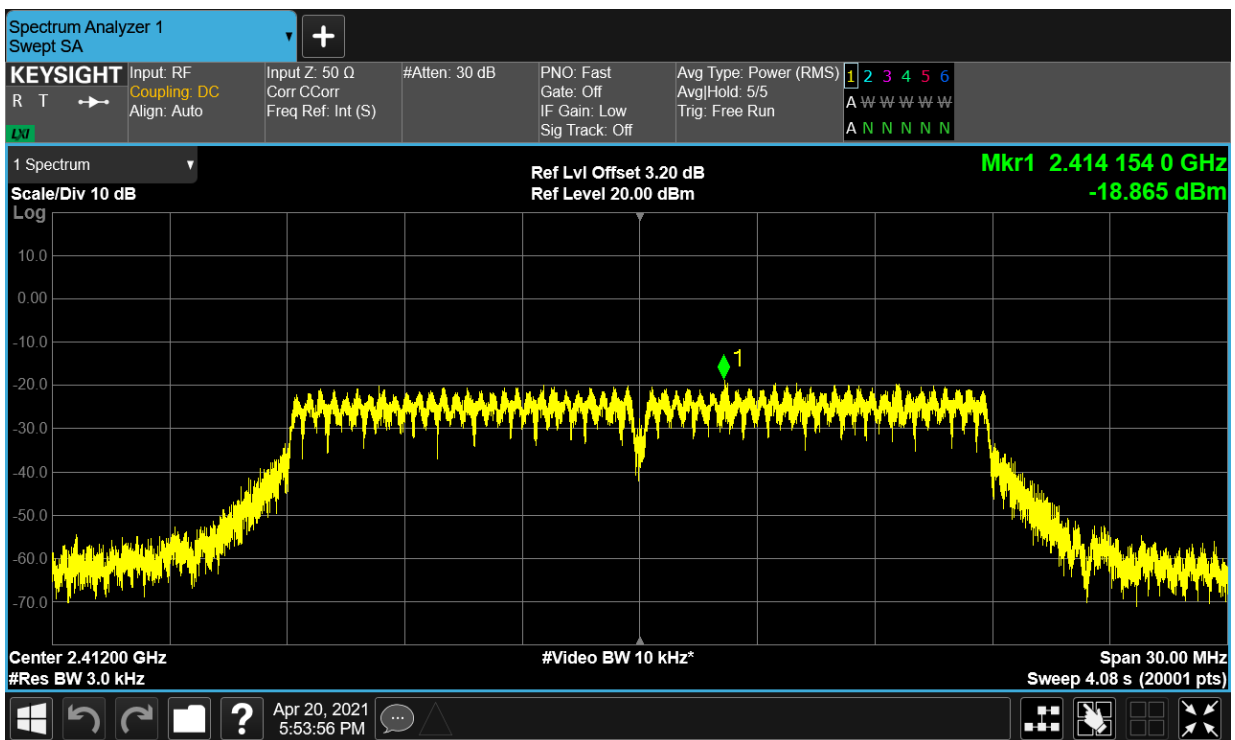 Spectrum Analyzer 1
Swept SA
+
KEYSIGHT
R T
LXI
Input: RF
Coupling: DC
Align: Auto
Input Z: 50 Ω
Corr CCorr
Freq Ref: Int (S)
#Atten: 30 dB
PNO: Fast
Gate: Off
IF Gain: Low
Sig Track: Off
Avg Type: Power (RMS)
Avg|Hold: 5/5
Trig: Free Run
1 2 3 4 5 6
A W W W W W
A N N N N N
1 Spectrum
Scale/Div 10 dB
Ref Lvl Offset 3.20 dB
Ref Level 20.00 dBm
Mkr1 2.414 154 0 GHz
-18.865 dBm
Log
10.0
0.00
-10.0
-20.0
-30.0
-40.0
-50.0
-60.0
-70.0
1
Center 2.41200 GHz
#Res BW 3.0 kHz
#Video BW 10 kHz*
Span 30.00 MHz
Sweep 4.08 s (20001 pts)
?
Apr 20, 2021
5:53:56 PM